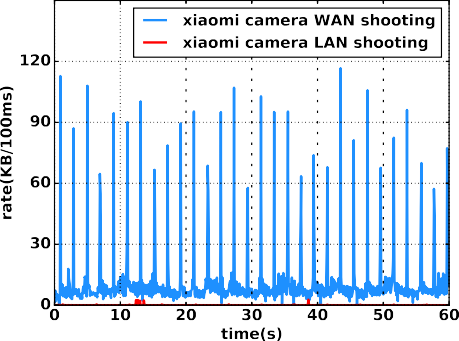 xiaomi camera WAN shooting
xiaomi camera LAN shooting
rate(KB/100ms)
120
90
60
30
0
0 10 20 30 40 50 60
time(s)